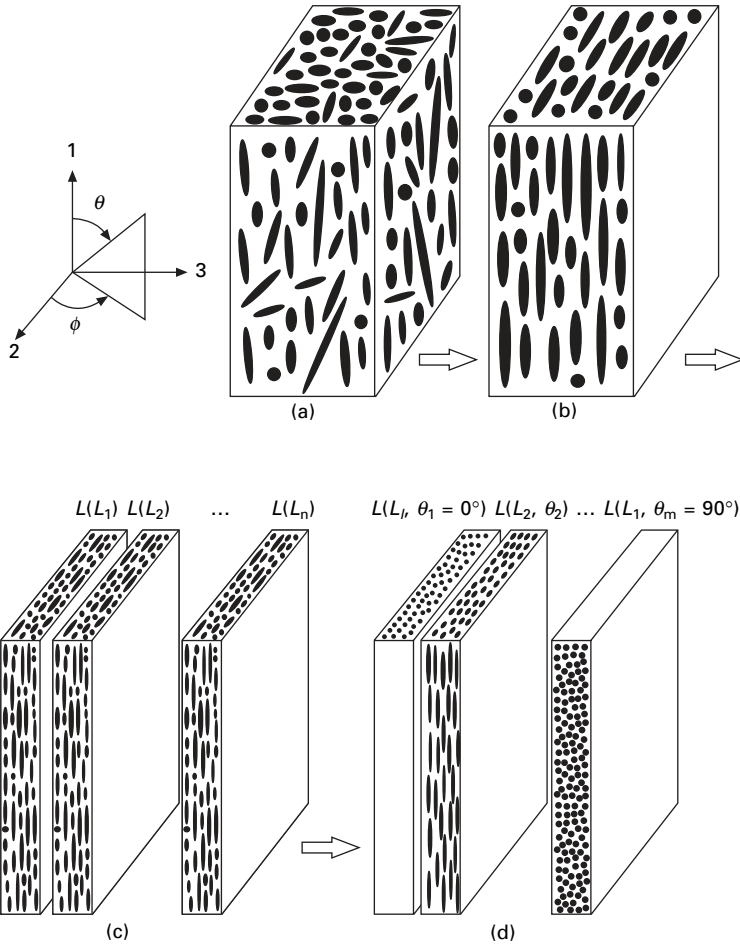 1
θ
3
ϕ
2
(a)
(b)
L(L₁) L(L₂) ... L(Lₙ)
L(Lₗ, θ₁ = 0°) L(L₂, θ₂) ... L(L₁, θₘ = 90°)
(c)
(d)